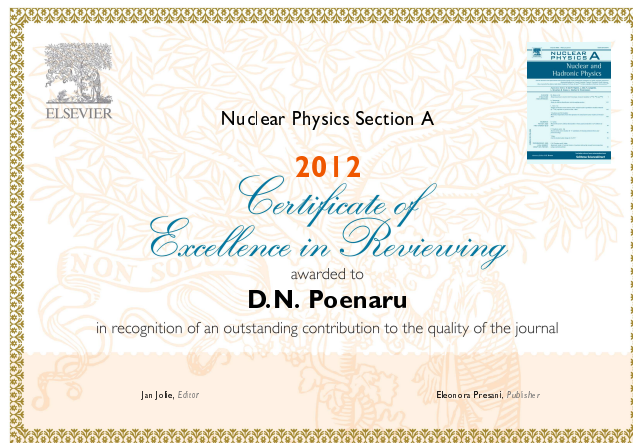 ELSEVIER
NUCLEAR
PHYSICS A
Nuclear and
Hadronic Physics
Nuclear Physics Section A
2012
Certificate of
Excellence in Reviewing
awarded to
D.N. Poenaru
in recognition of an outstanding contribution to the quality of the journal
NON
Jan Jolie, Editor
Eleonora Presani, Publisher